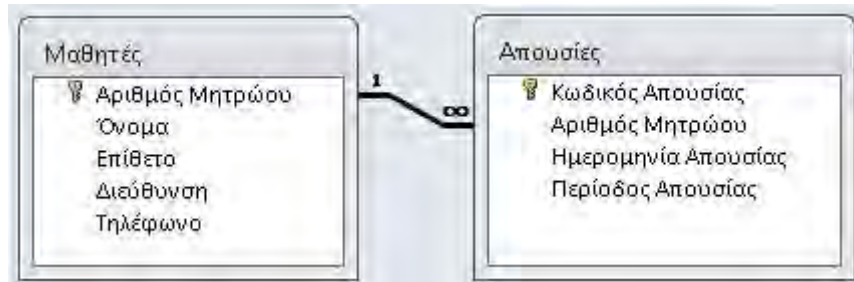 Μαθητές
Αριθμός Μητρώου
Όνομα
Επίθετο
Διεύθυνση
Τηλέφωνο
1
∞
Απουσίες
Κωδικός Απουσίας
Αριθμός Μητρώου
Ημερομηνία Απουσίας
Περίοδος Απουσίας